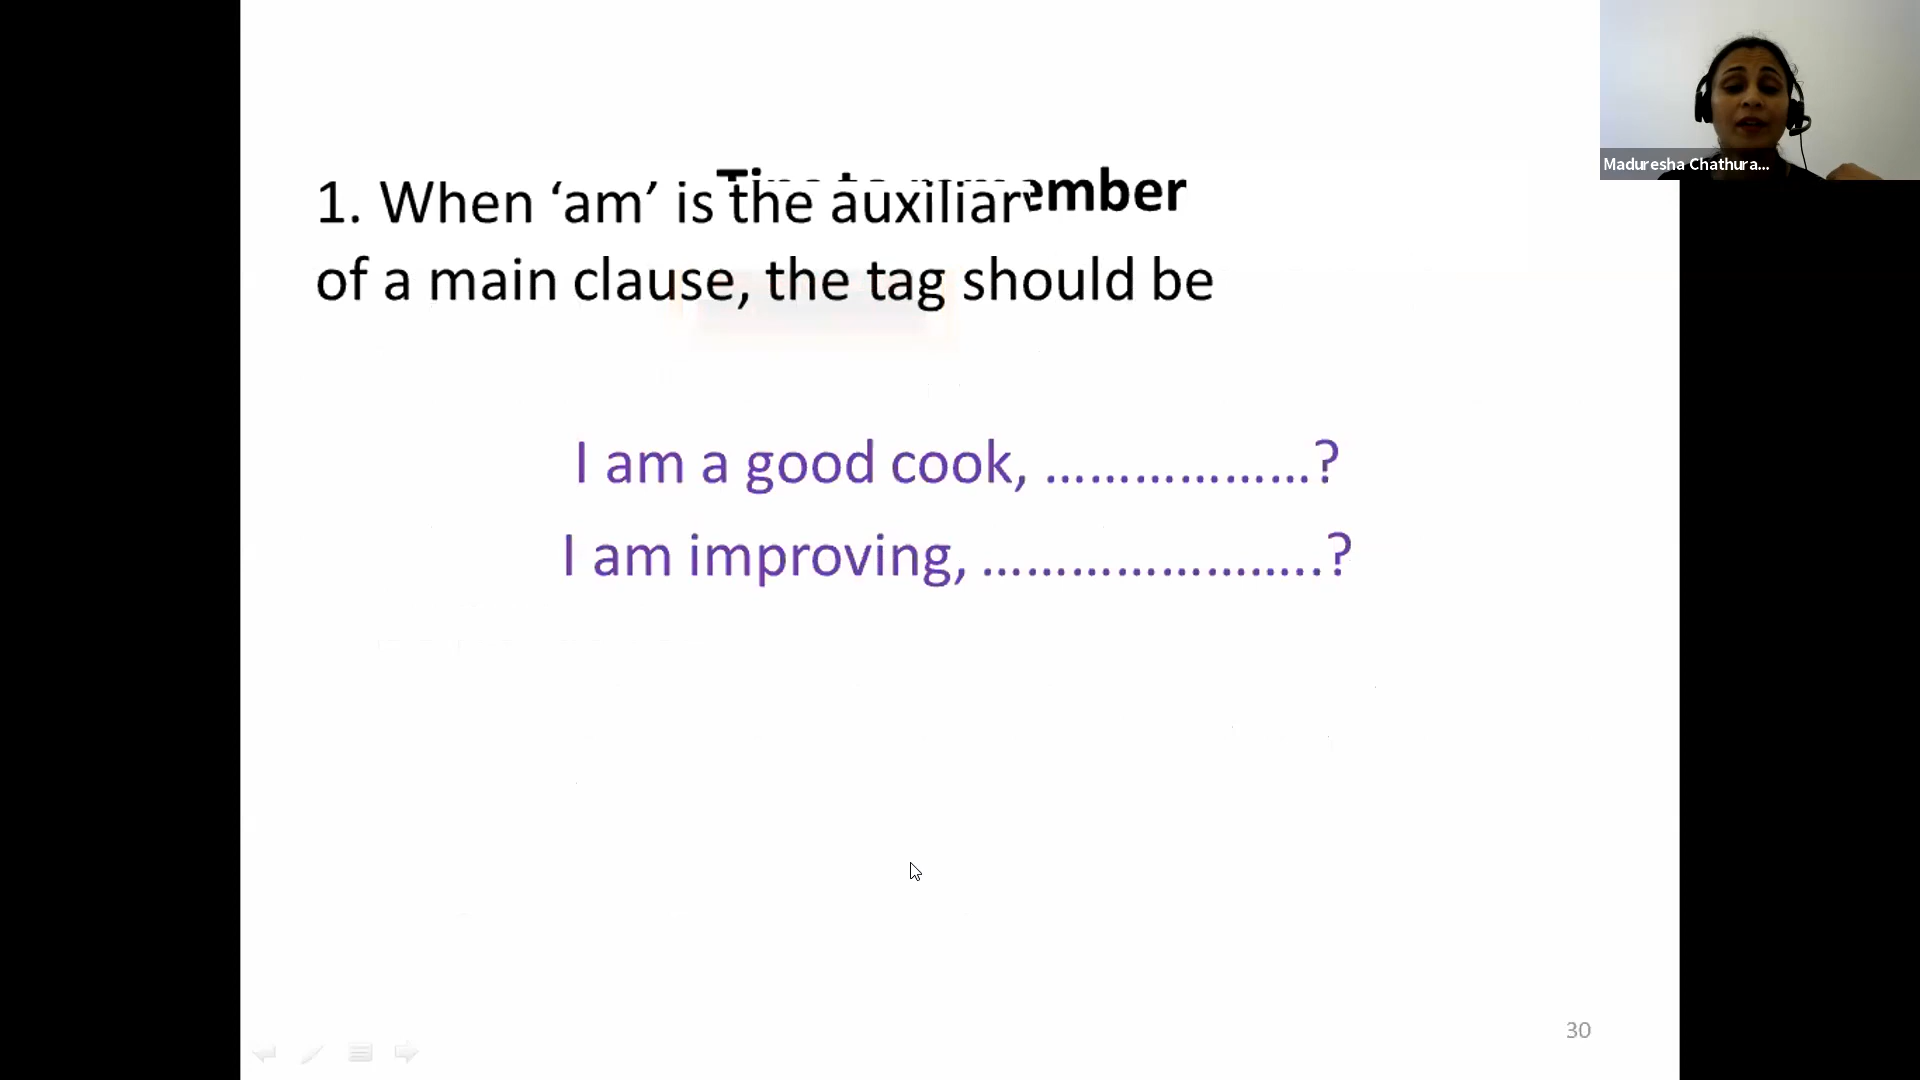 Maduresha Chathura...
1. When ‘am’ is the auxiliar
of a main clause, the tag should be
I am a good cook, ………………?
I am improving, …………………..?
30